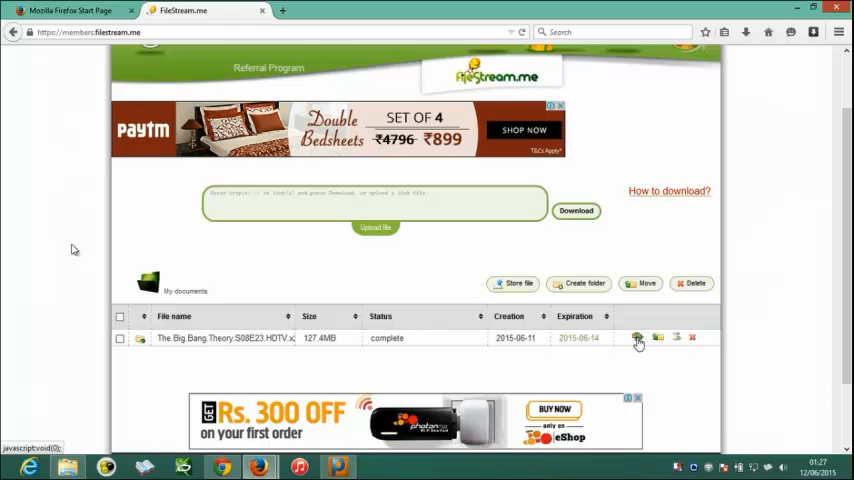 Mozilla Firefox Start Page
FileStream.me
https://members.filestream.me
Search
Referral Program
FileStream.me
paytm
Double
Bedsheets
SET OF 4
₹4796 ₹899
SHOP NOW
T&Cs Apply*
How to download?
Download
Upload file
My documents
Store file
Create folder
Move
Delete
File name
Size
Status
Creation
Expiration
The.Big.Bang.Theory.S08E23.HDTV.x
127.4MB
complete
2015-06-11
2015-06-14
GET
Rs. 300 OFF
on your first order
photon
BUY NOW
only on
eShop
javascript:void(0);
01:27
12/06/2015